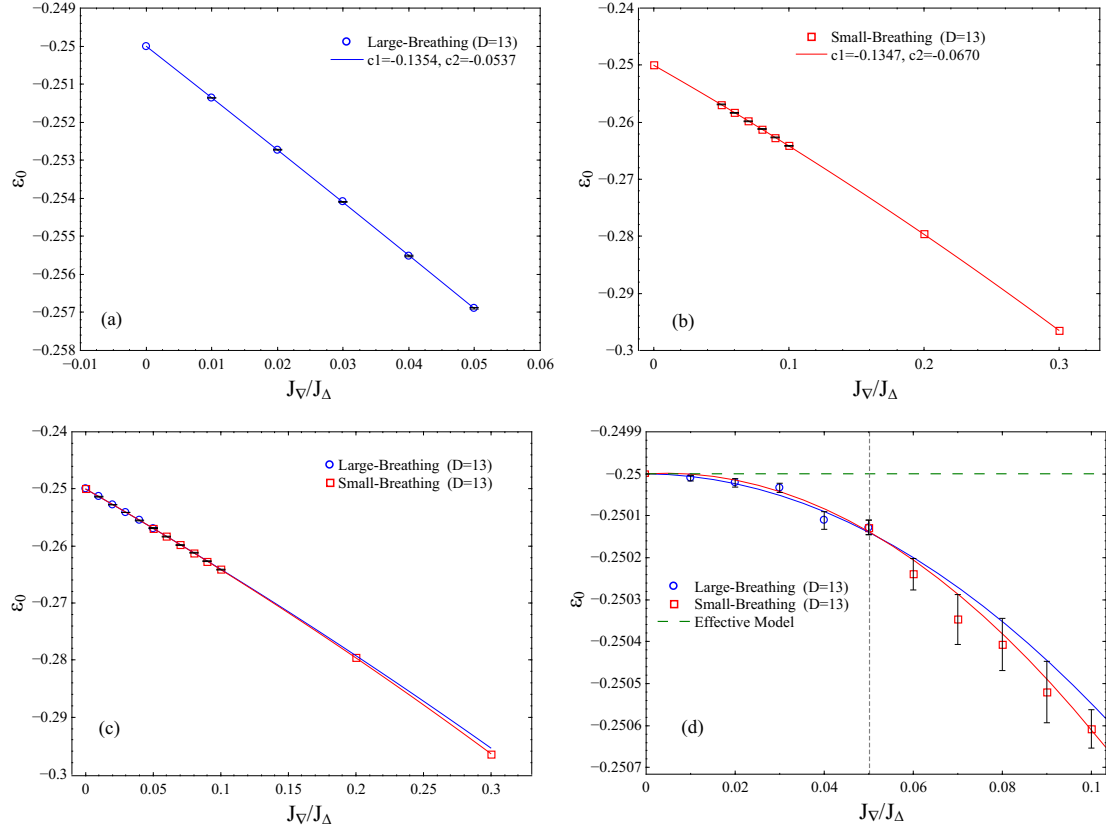 −0.249
−0.25
−0.251
−0.252
−0.253
−0.254
−0.255
−0.256
−0.257
−0.258
ε0
Large-Breathing (D=13)
c1=-0.1354, c2=-0.0537
(a)
−0.01 0 0.01 0.02 0.03 0.04 0.05 0.06
J∇/JΔ
−0.24
−0.25
−0.26
−0.27
−0.28
−0.29
−0.3
ε0
Small-Breathing (D=13)
c1=-0.1347, c2=-0.0670
(b)
0 0.1 0.2 0.3
J∇/JΔ
−0.24
−0.25
−0.26
−0.27
−0.28
−0.29
−0.3
ε0
Large-Breathing (D=13)
Small-Breathing (D=13)
(c)
0 0.05 0.1 0.15 0.2 0.25 0.3
J∇/JΔ
−0.2499
−0.25
−0.2501
−0.2502
−0.2503
−0.2504
−0.2505
−0.2506
−0.2507
ε0
Large-Breathing (D=13)
Small-Breathing (D=13)
Effective Model
(d)
0 0.02 0.04 0.06 0.08 0.1
J∇/JΔ